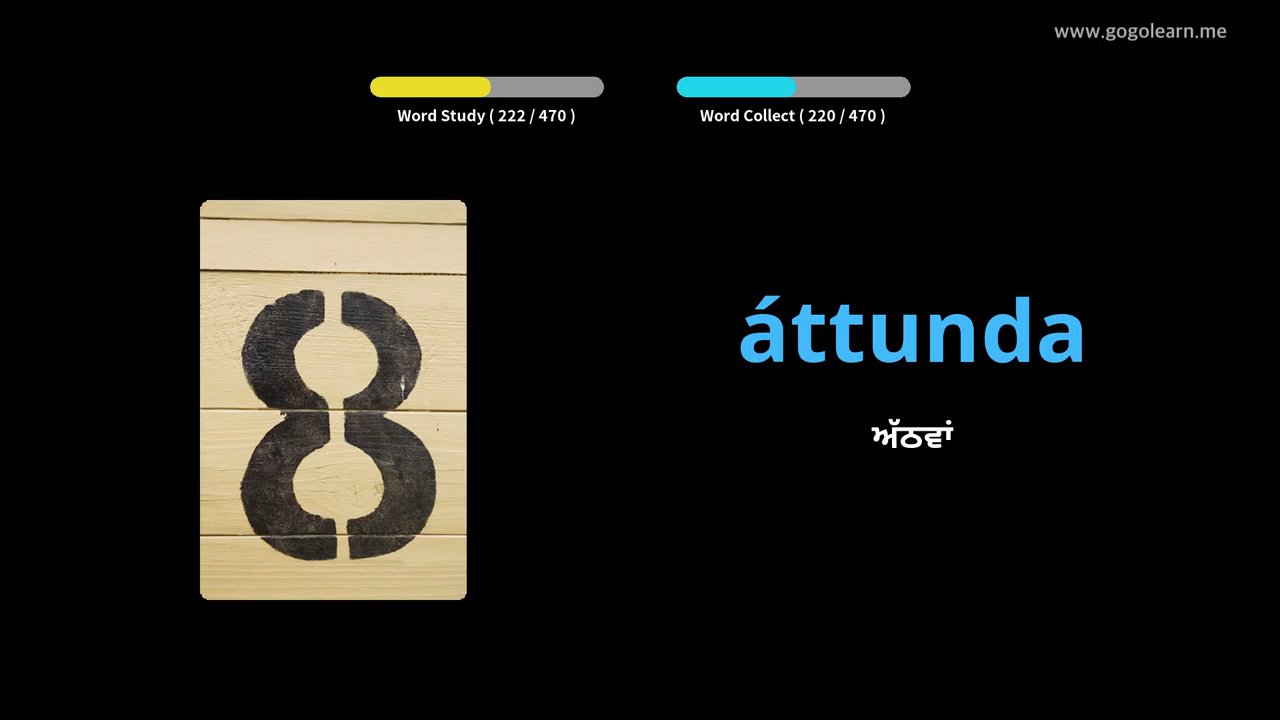 www.gogolearn.me
Word Study ( 222 / 470 )
Word Collect ( 220 / 470 )
8
áttunda
ਅੱਠਵਾਂ